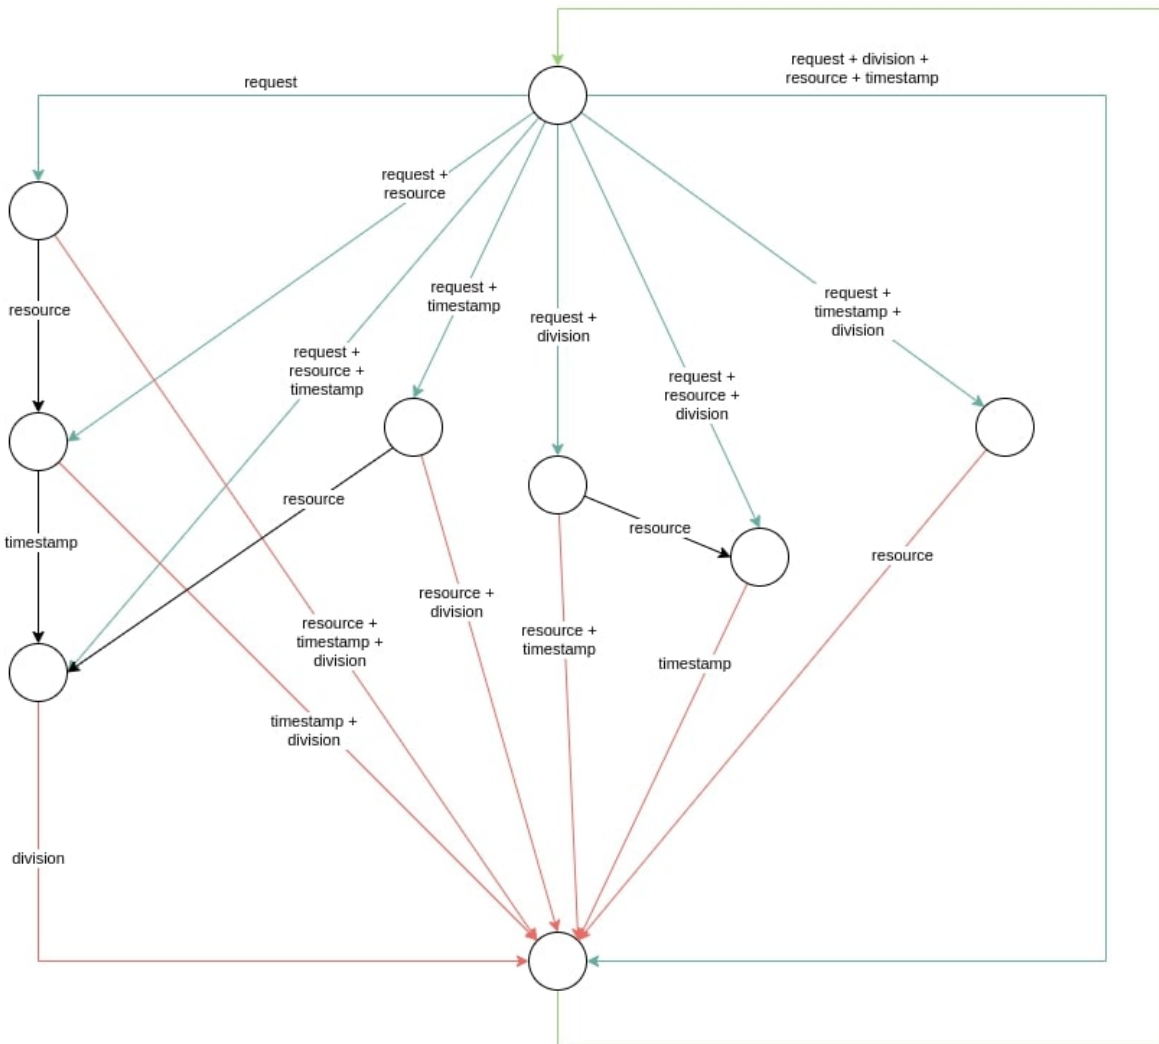 request + division +
resource + timestamp
request
request +
resource
resource
request +
timestamp
request +
division
request +
timestamp +
division
request +
resource +
timestamp
request +
resource +
division
resource
resource
timestamp
resource
resource +
division
resource +
timestamp +
division
resource +
timestamp
timestamp
timestamp +
division
division